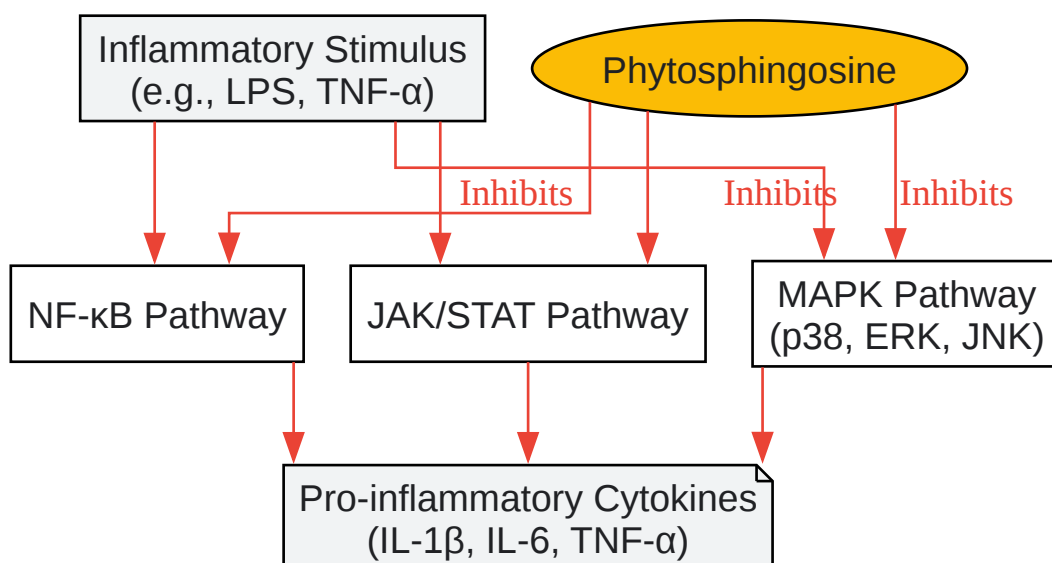 Inflammatory Stimulus
(e.g., LPS, TNF-α)
Phytosphingosine
Inhibits
Inhibits
Inhibits
NF-κB Pathway
JAK/STAT Pathway
MAPK Pathway
(p38, ERK, JNK)
Pro-inflammatory Cytokines
(IL-1β, IL-6, TNF-α)